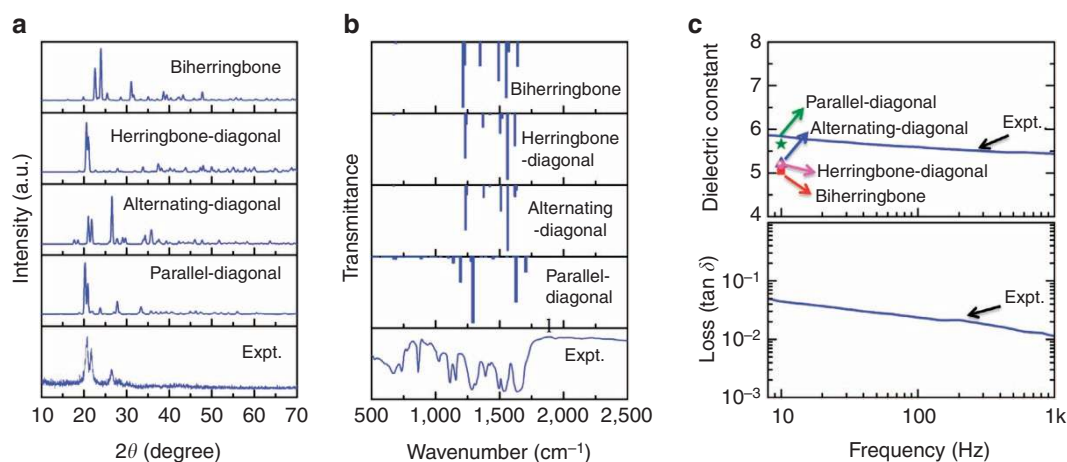 a
Biherringbone
Herringbone-diagonal
Alternating-diagonal
Parallel-diagonal
Expt.
Intensity (a.u.)
10 20 30 40 50 60 70
2θ (degree)
b
Biherringbone
Herringbone
-diagonal
Alternating
-diagonal
Parallel-
diagonal
1
Expt.
Transmittance
500 1,000 1,500 2,000 2,500
Wavenumber (cm−1)
c
8
7
6
5
4
Dielectric constant
Parallel-diagonal
Alternating-diagonal
Expt.
Herringbone-diagonal
Biherringbone
10−1
10−2
10−3
Loss (tan δ)
Expt.
10 100 1k
Frequency (Hz)